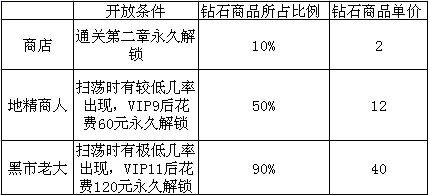 开放条件 钻石商品所占比例 钻石商品单价
商店 通关第二章永久解锁 10% 2
地精商人 扫荡时有较低几率出现，VIP9后花费60元永久解锁 50% 12
黑市老大 扫荡时有极低几率出现，VIP11后花费120元永久解锁 90% 40